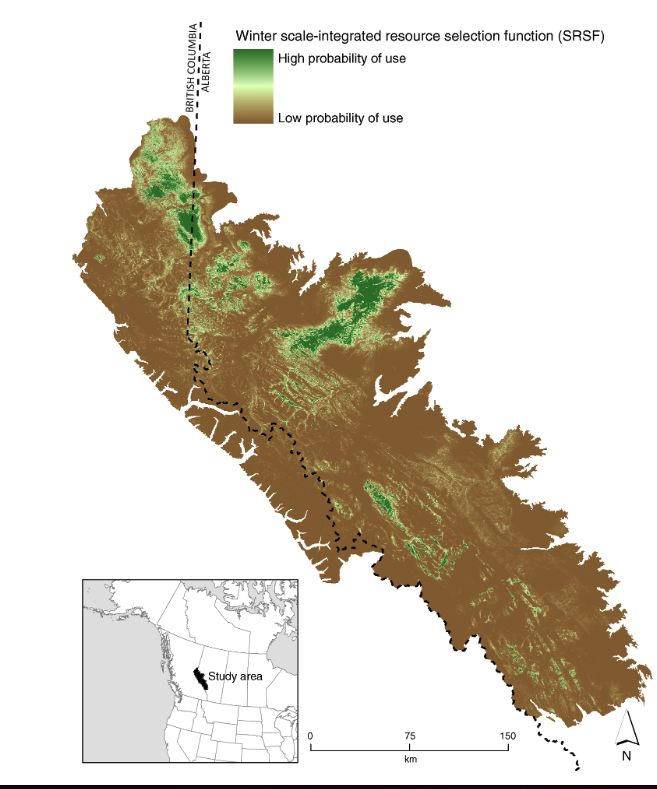 Winter scale-integrated resource selection function (SRSF)
High probability of use
Low probability of use
BRITISH COLUMBIA
ALBERTA
Study area
0 75 150
km
N